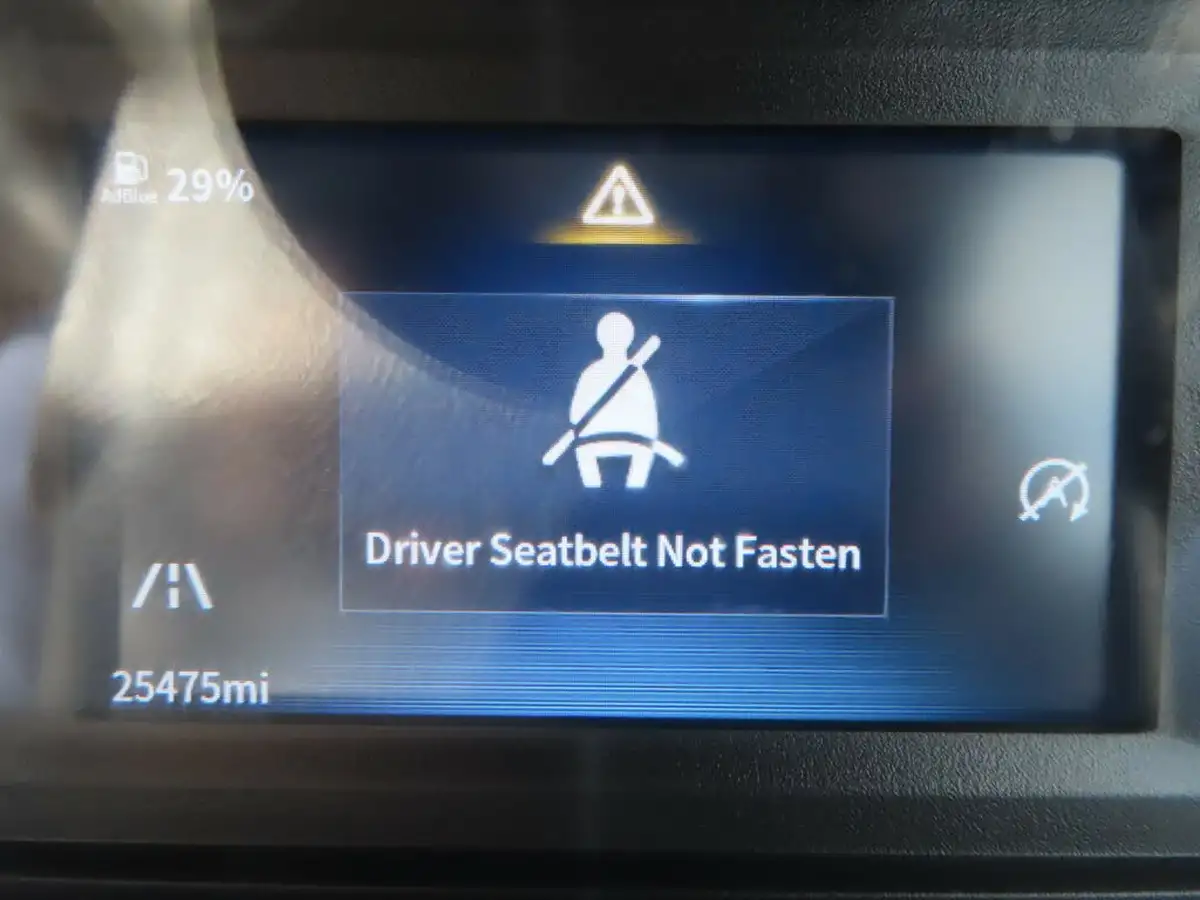 AdBlue 29%
Driver Seatbelt Not Fasten
25475mi